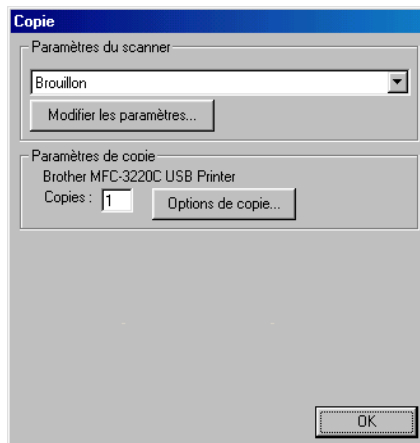 Copie
Paramètres du scanner
Brouillon
Modifier les paramètres...
Paramètres de copie
Brother MFC-3220C USB Printer
Copies : 1 Options de copie...
OK